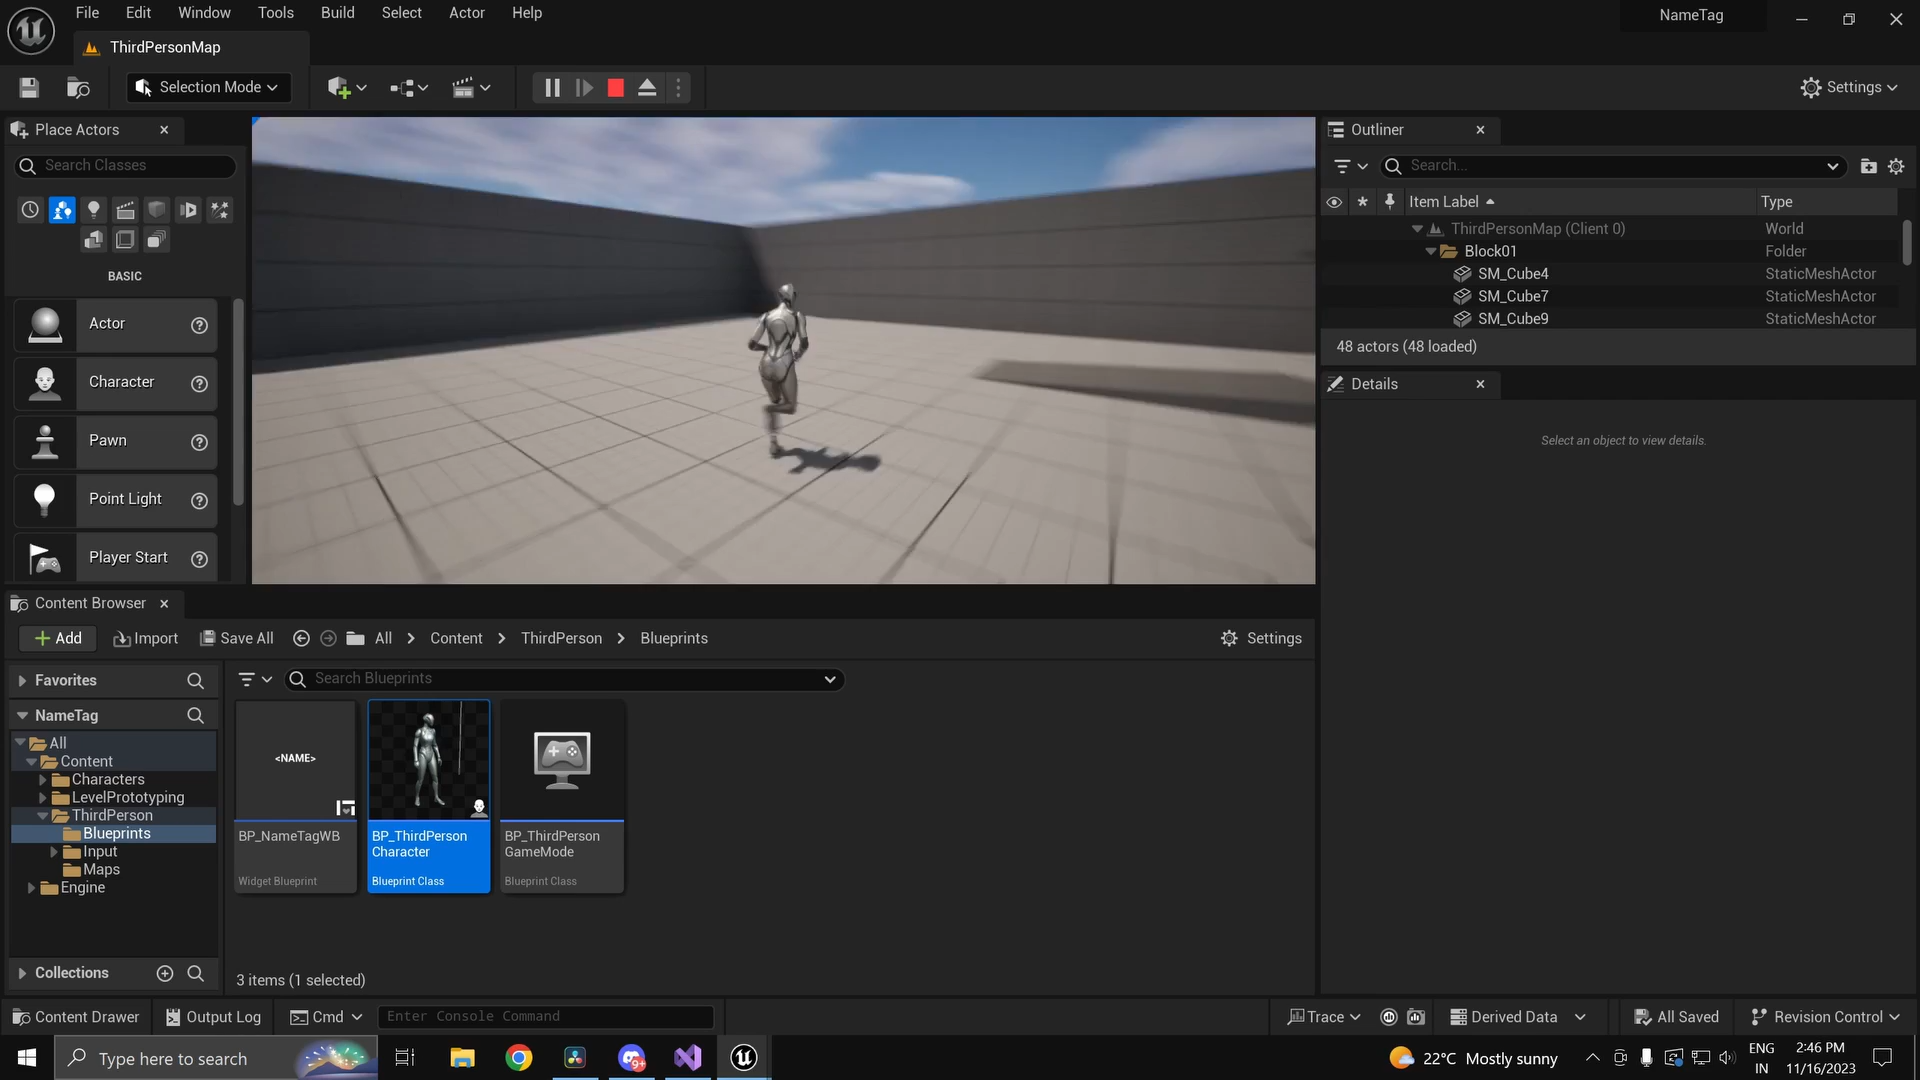 File Edit Window Tools Build Select Actor Help
NameTag
ThirdPersonMap
Selection Mode
Settings
Place Actors
Search Classes
BASIC
Actor
Character
Pawn
Point Light
Player Start
Outliner
Search...
Item Label Type
ThirdPersonMap (Client 0) World
Block01 Folder
SM_Cube4 StaticMeshActor
SM_Cube7 StaticMeshActor
SM_Cube9 StaticMeshActor
48 actors (48 loaded)
Details
Select an object to view details.
Content Browser
Add Import Save All All Content ThirdPerson Blueprints Settings
Favorites
NameTag
All
Content
Characters
LevelPrototyping
ThirdPerson
Blueprints
Input
Maps
Engine
Collections
Search Blueprints
<NAME>
BP_NameTagWB
Widget Blueprint
BP_ThirdPerson
Character
Blueprint Class
BP_ThirdPerson
GameMode
Blueprint Class
3 items (1 selected)
Content Drawer Output Log Cmd Enter Console Command Trace Derived Data All Saved Revision Control
Type here to search
9+
22°C Mostly sunny
ENG
IN
2:46 PM
11/16/2023